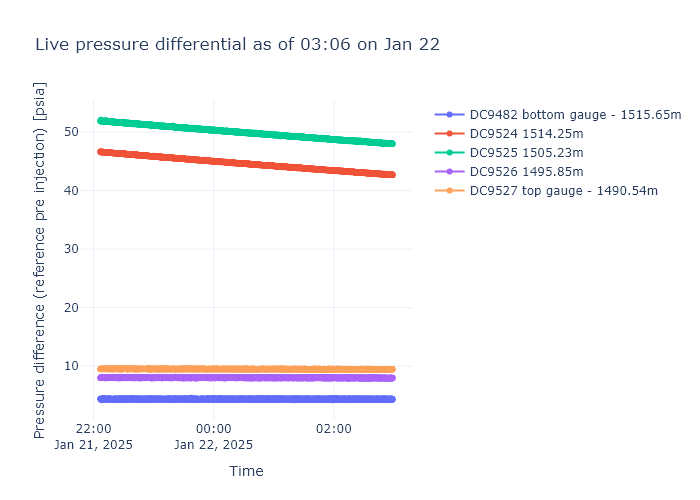 Live pressure differential as of 03:06 on Jan 22
Pressure difference (reference pre injection) [psia]
50
40
30
20
10
22:00
Jan 21, 2025
00:00
Jan 22, 2025
02:00
Time
DC9482 bottom gauge - 1515.65m
DC9524 1514.25m
DC9525 1505.23m
DC9526 1495.85m
DC9527 top gauge - 1490.54m